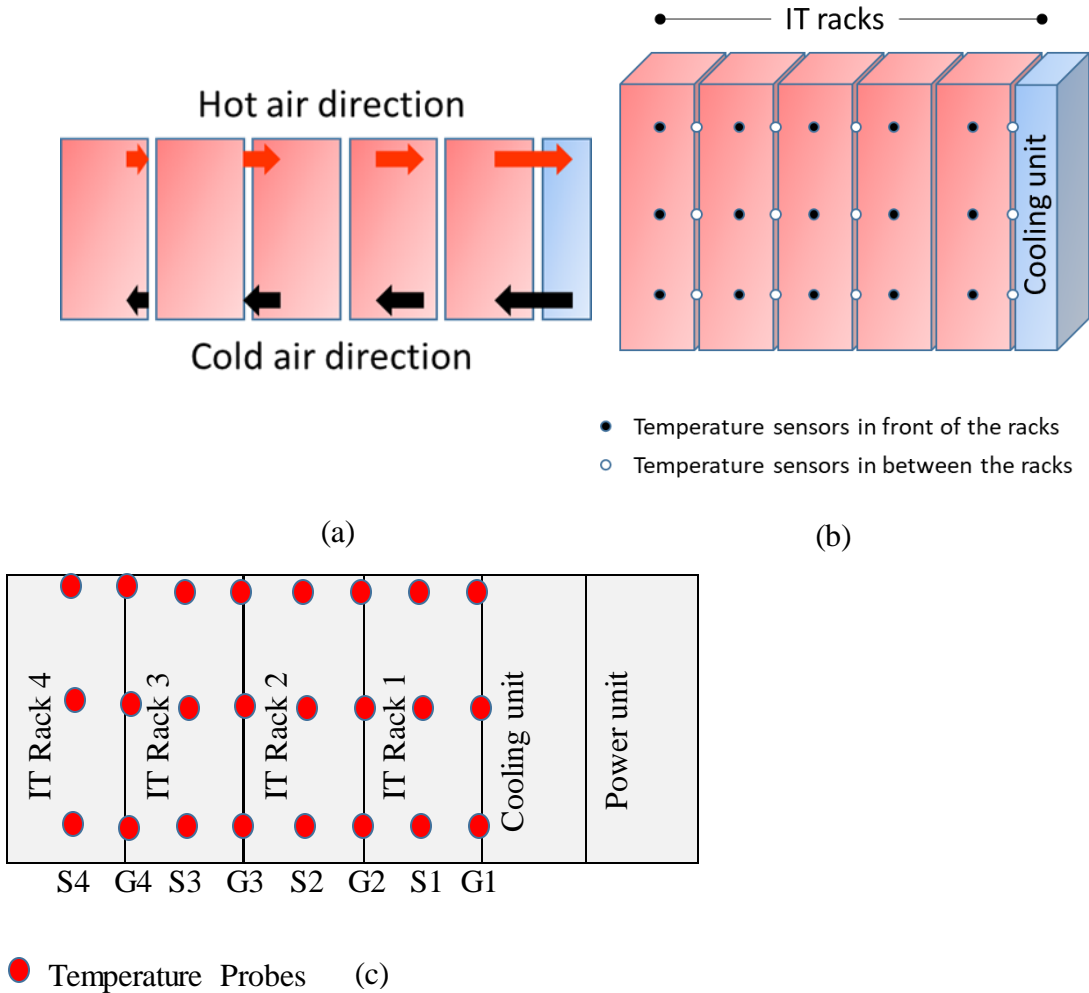 IT racks
Hot air direction
Cooling unit
Cold air direction
Temperature sensors in front of the racks
Temperature sensors in between the racks
(a)
(b)
IT Rack 4
IT Rack 3
IT Rack 2
IT Rack 1
Cooling unit
Power unit
S4 G4 S3 G3 S2 G2 S1 G1
Temperature Probes (c)